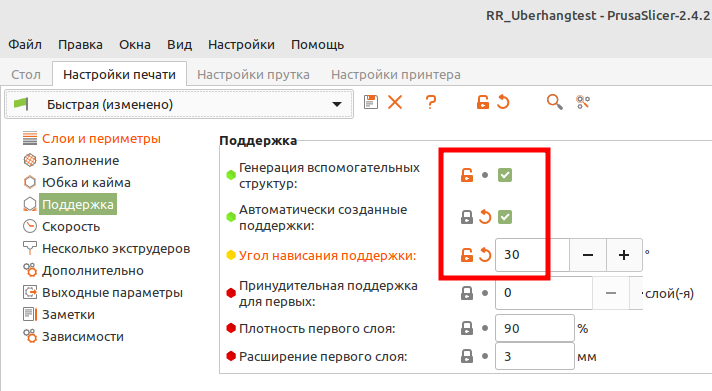 RR_Uberhangtest - PrusaSlicer-2.4.2
Файл Правка Окна Вид Настройки Помощь
Стол Настройки печати Настройки прутка Настройки принтера
Быстрая (изменено)
Слои и периметры
Заполнение
Юбка и кайма
Поддержка
Скорость
Несколько экструдеров
Дополнительно
Выходные параметры
Заметки
Зависимости
Поддержка
Генерация вспомогательных
структур:
Автоматически созданные
поддержки:
Угол нависания поддержки: 30 °
Принудительная поддержка
для первых: 0 слой(-я)
Плотность первого слоя: 90 %
Расширение первого слоя: 3 мм